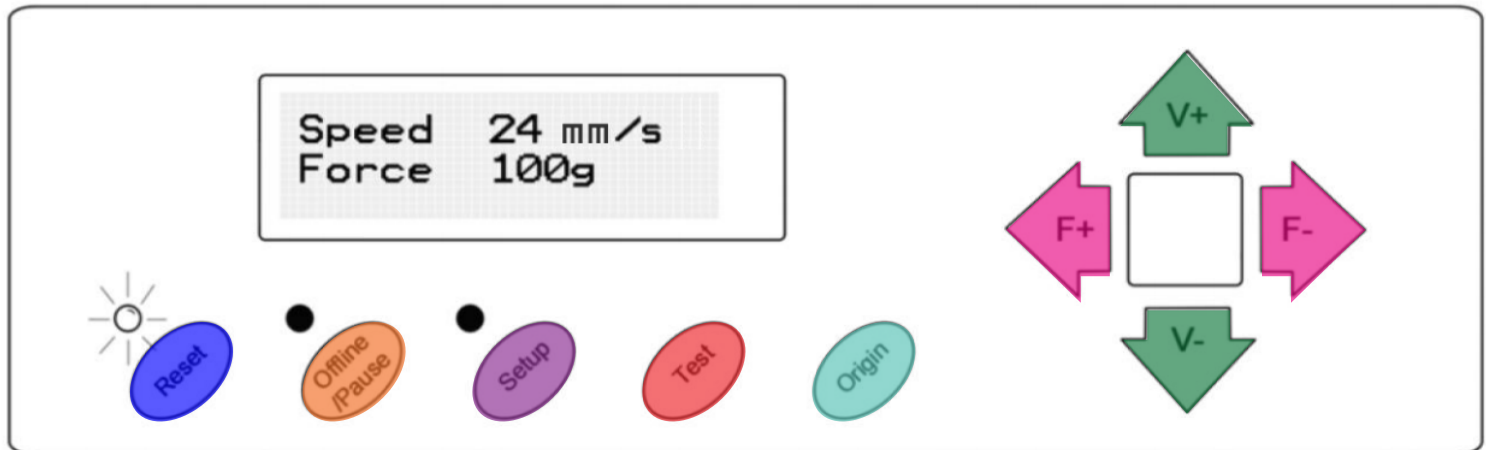 Speed 24 mm/s
Force 100g
V+
F+
F-
V-
Reset
Offline
/Pause
Setup
Test
Origin